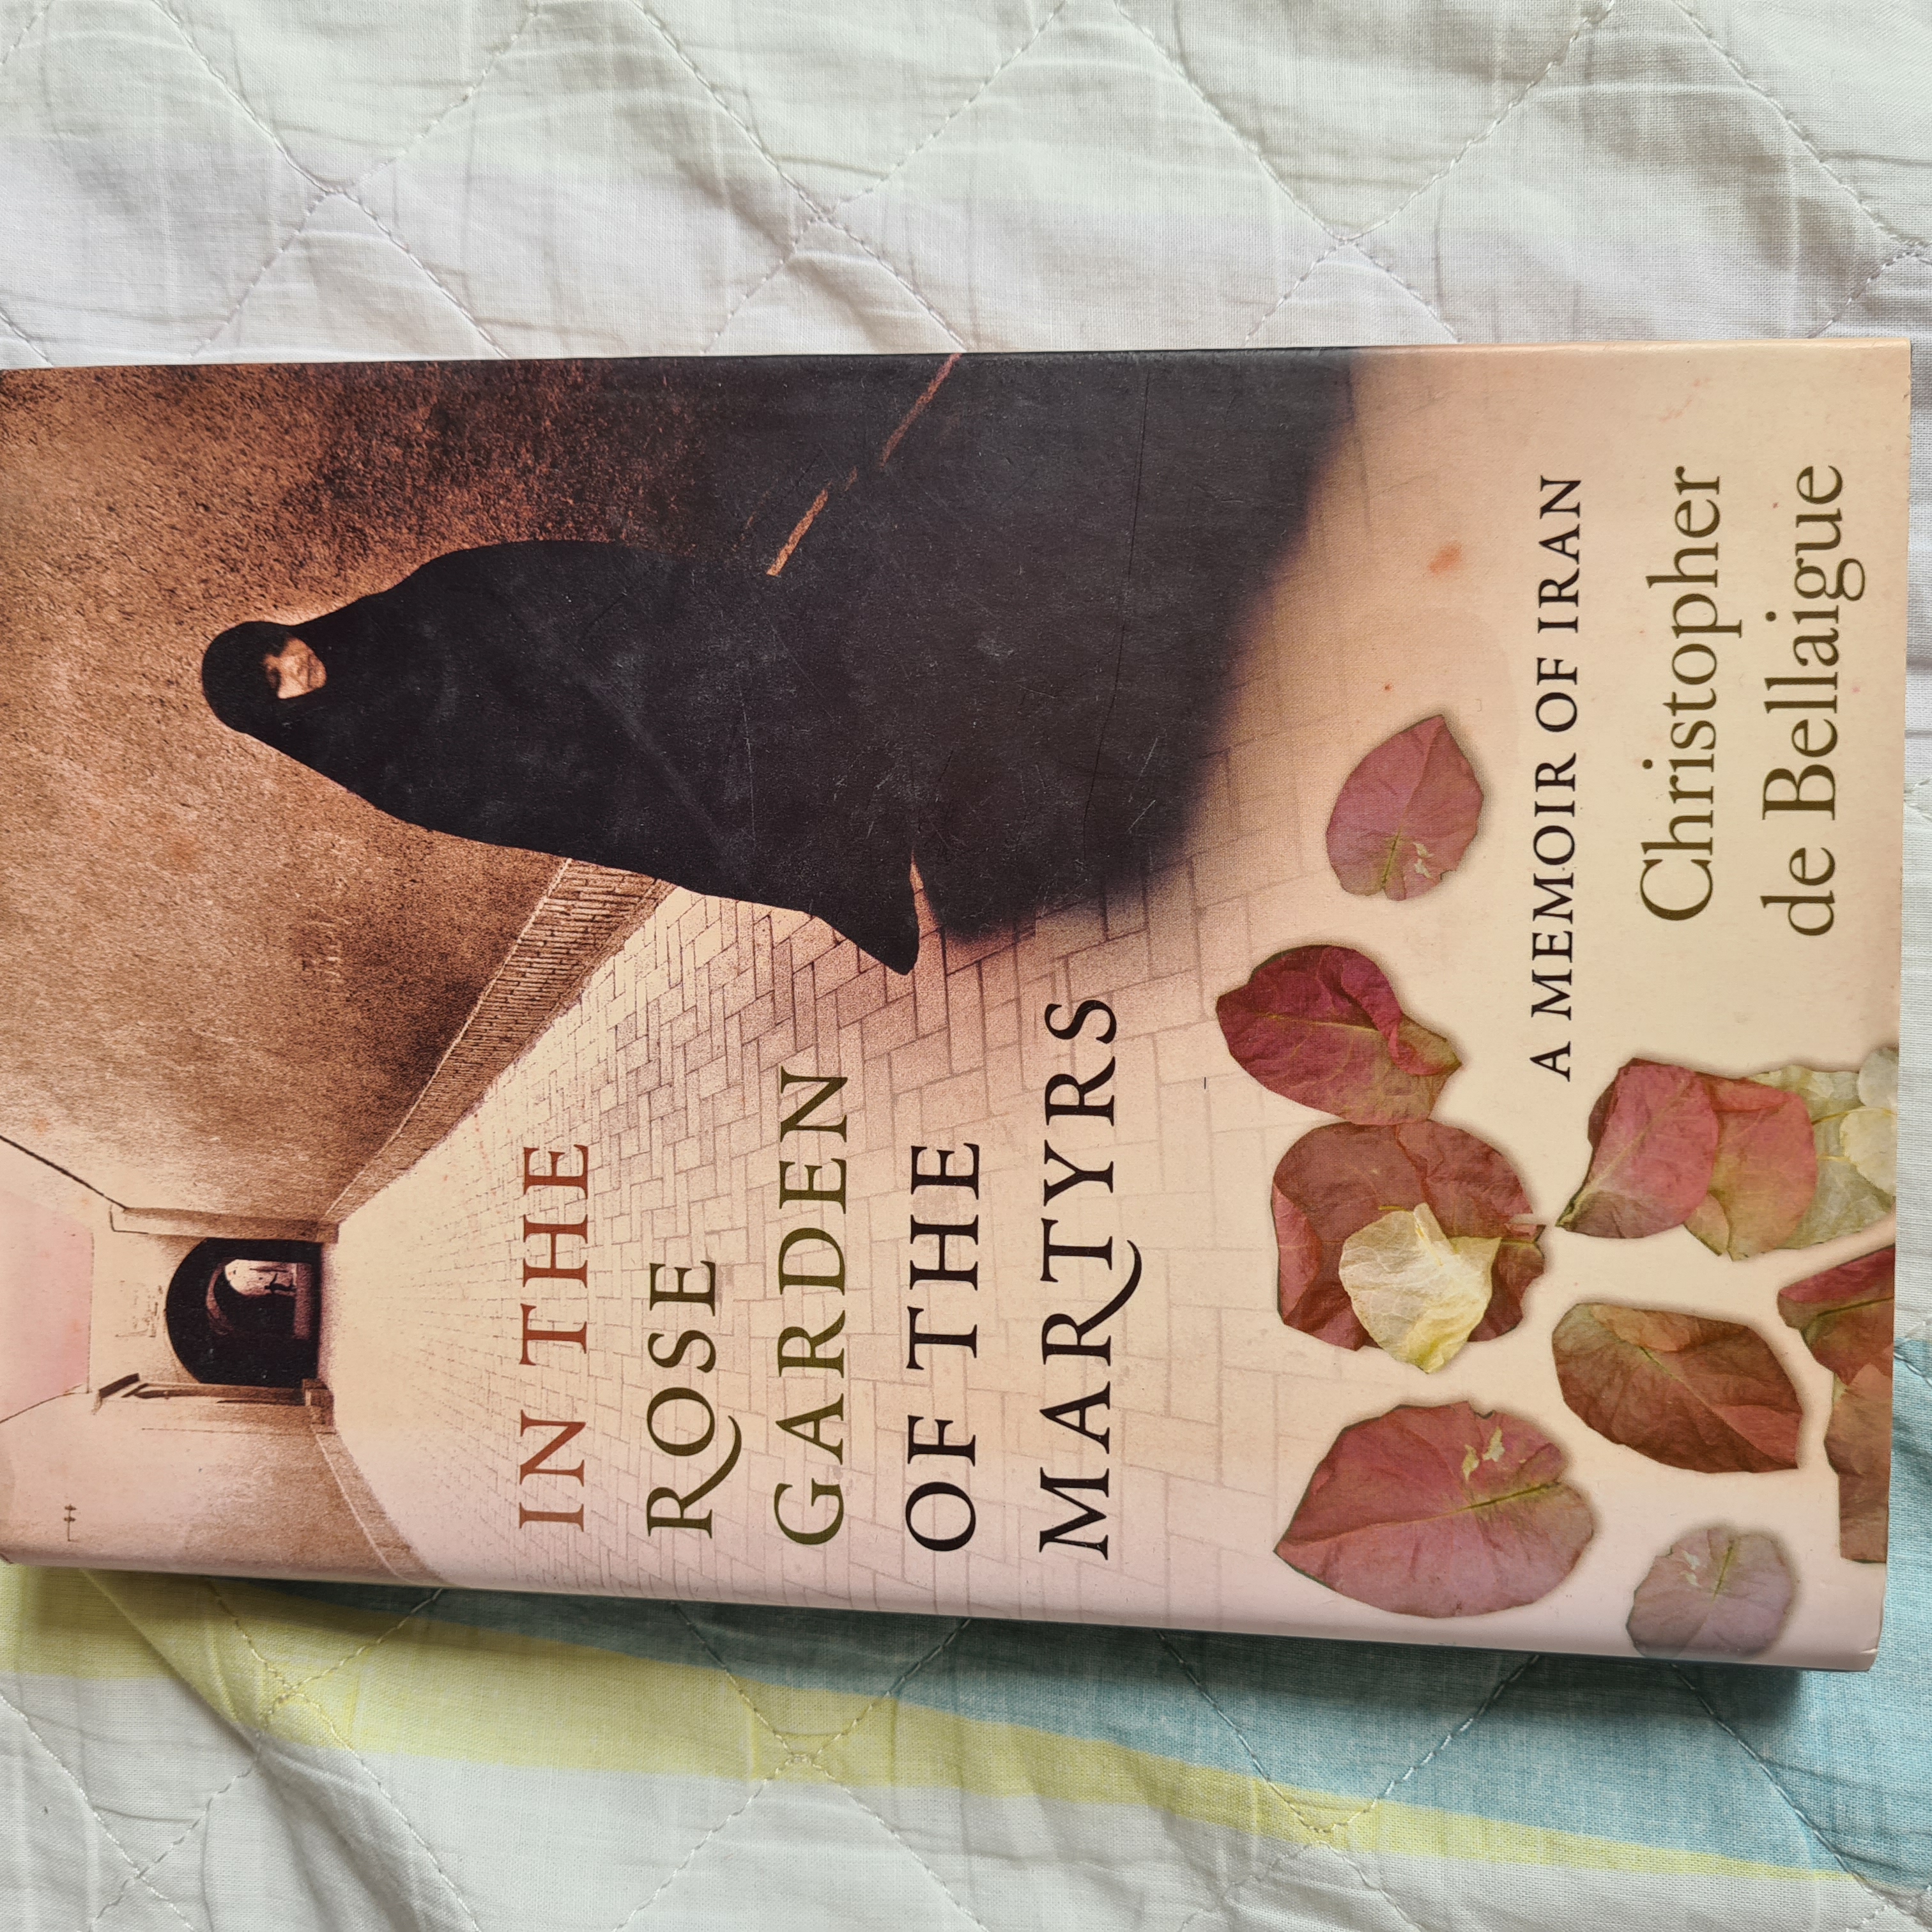 IN THE
ROSE
GARDEN
OF THE
MARTYRS
A MEMOIR OF IRAN
Christopher
de Bellaigue